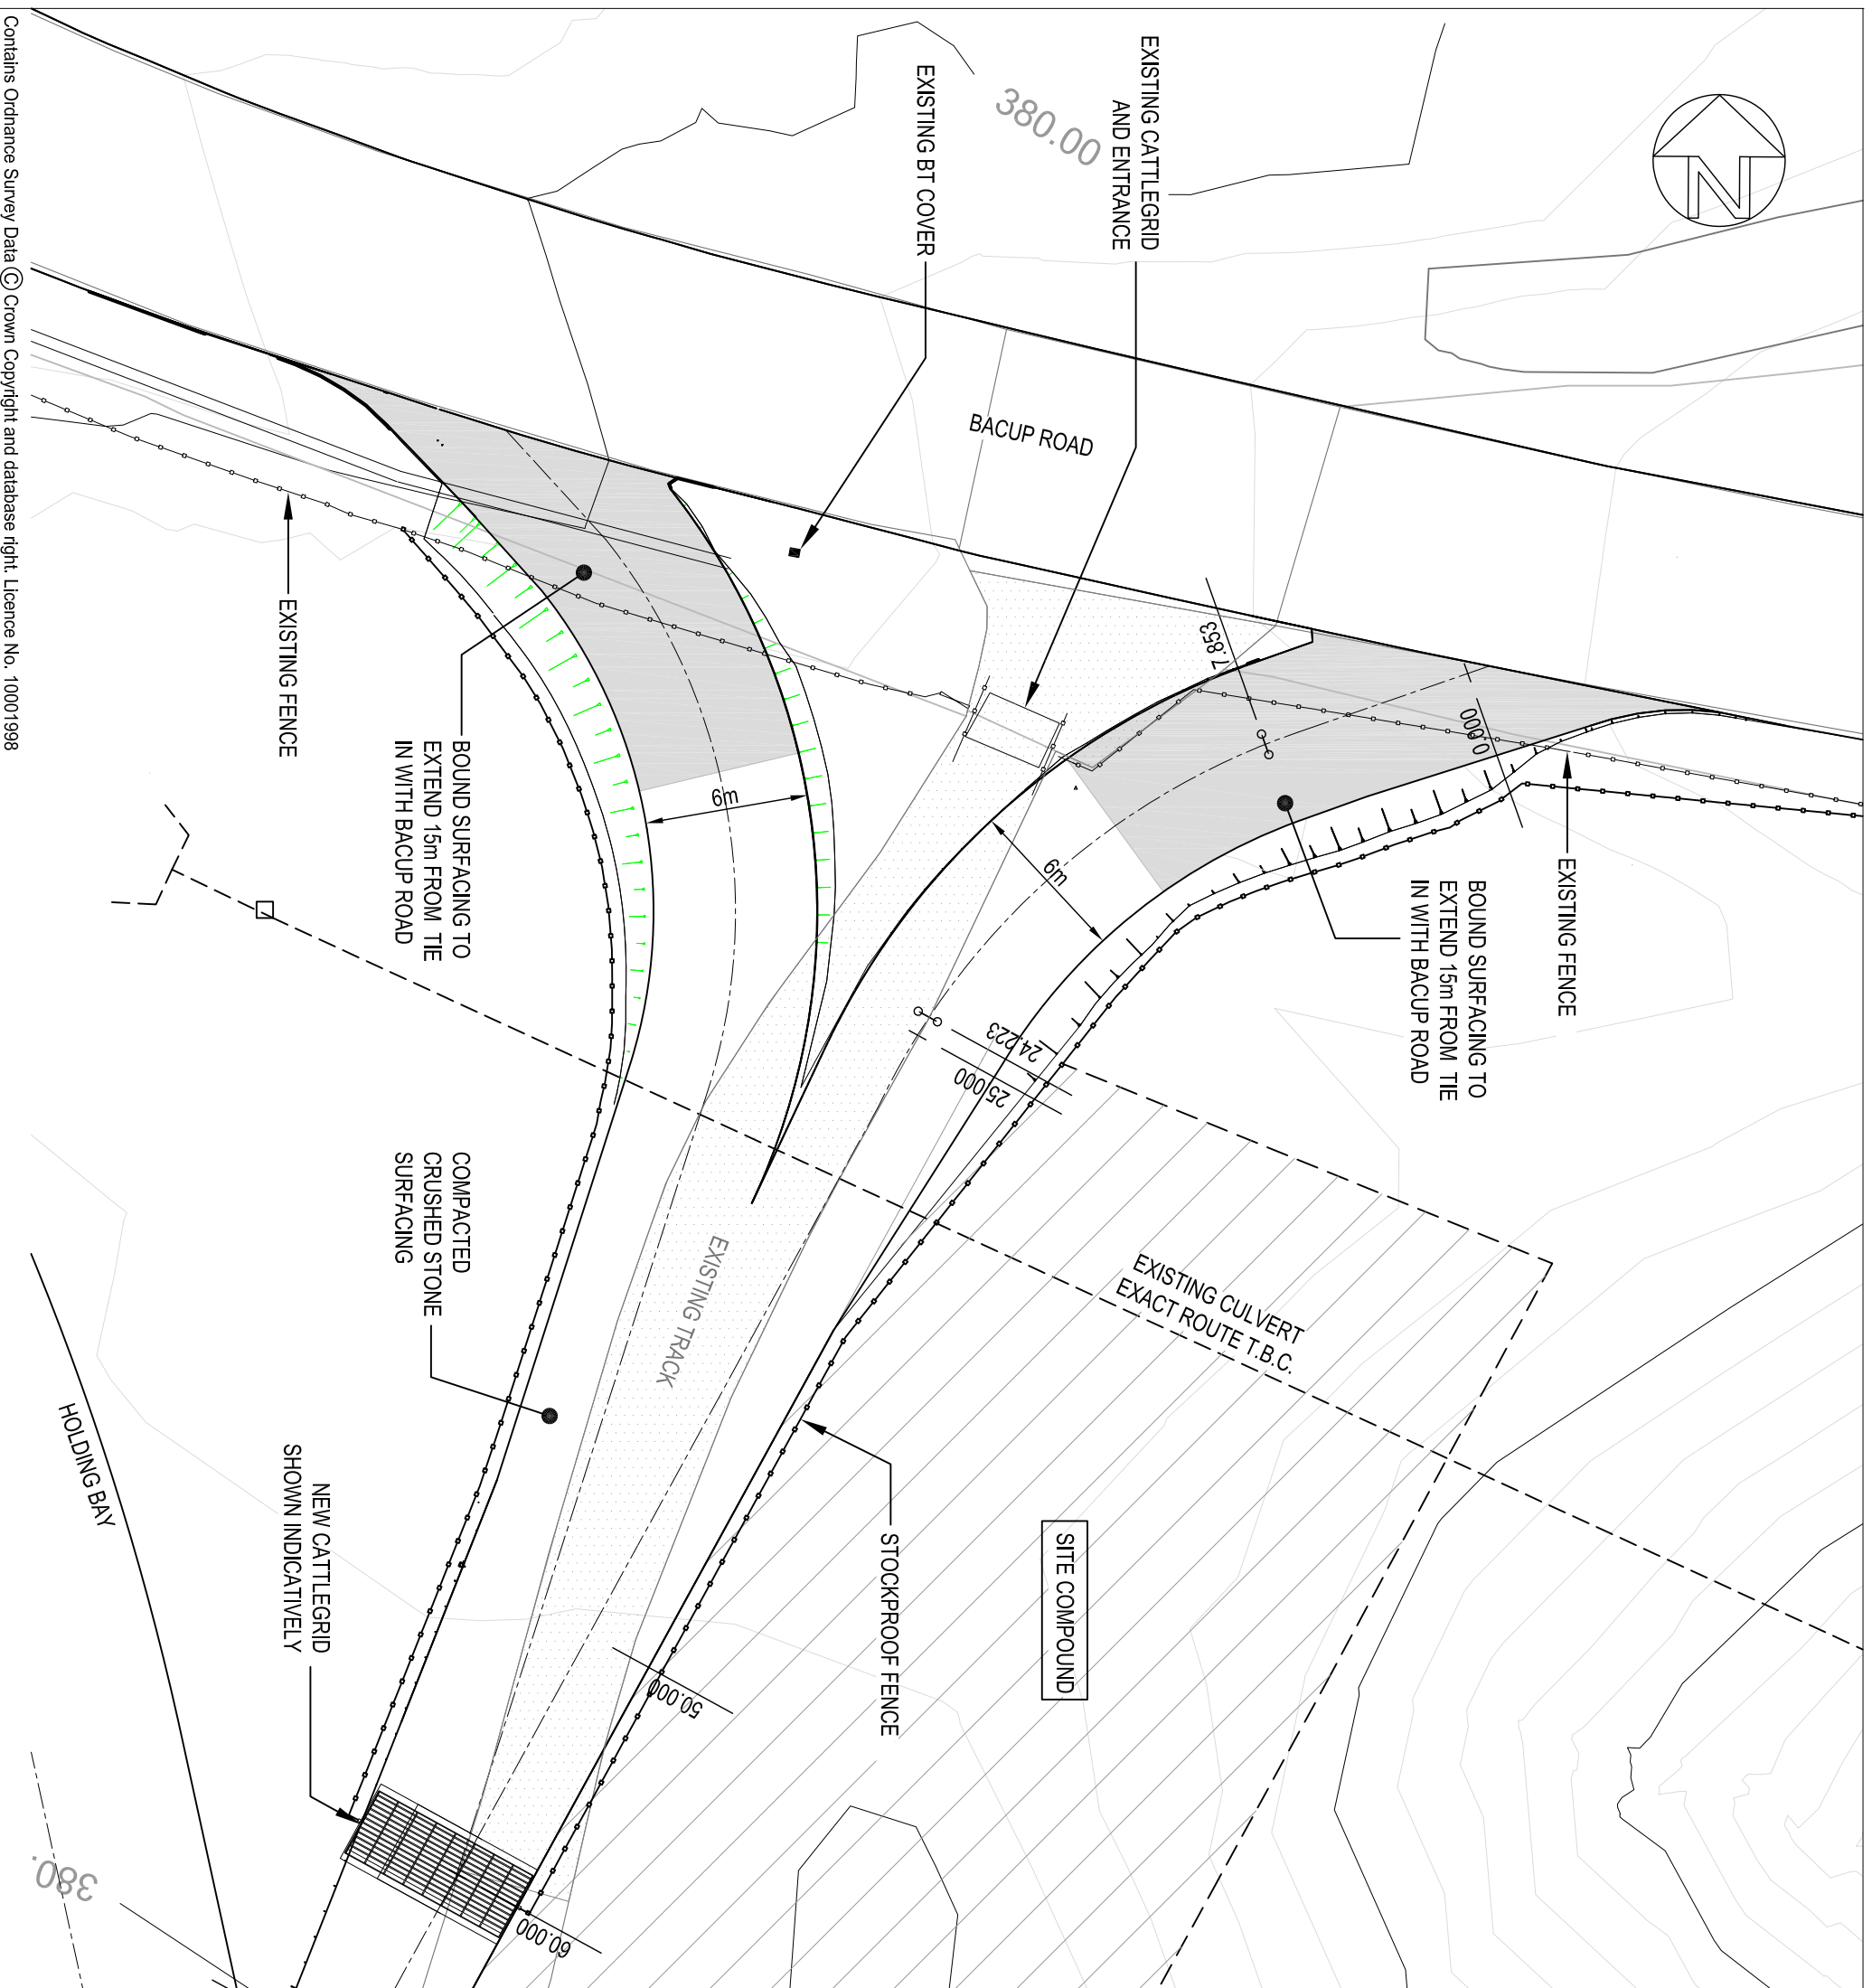 N
EXISTING CATTLEGRID
AND ENTRANCE
380.00
EXISTING BT COVER
BACUP ROAD
7.853
0.000
EXISTING FENCE
BOUND SURFACING TO
EXTEND 15m FROM TIE
IN WITH BACUP ROAD
6m
24.223
25.000
EXISTING FENCE
BOUND SURFACING TO
EXTEND 15m FROM TIE
IN WITH BACUP ROAD
6m
EXISTING CULVERT
EXACT ROUTE T.B.C.
EXISTING TRACK
COMPACTED
CRUSHED STONE
SURFACING
SITE COMPOUND
STOCKPROOF FENCE
HOLDING BAY
NEW CATTLEGRID
SHOWN INDICATIVELY
50.000
60.000
380.
Contains Ordnance Survey Data © Crown Copyright and database right. Licence No. 10001998